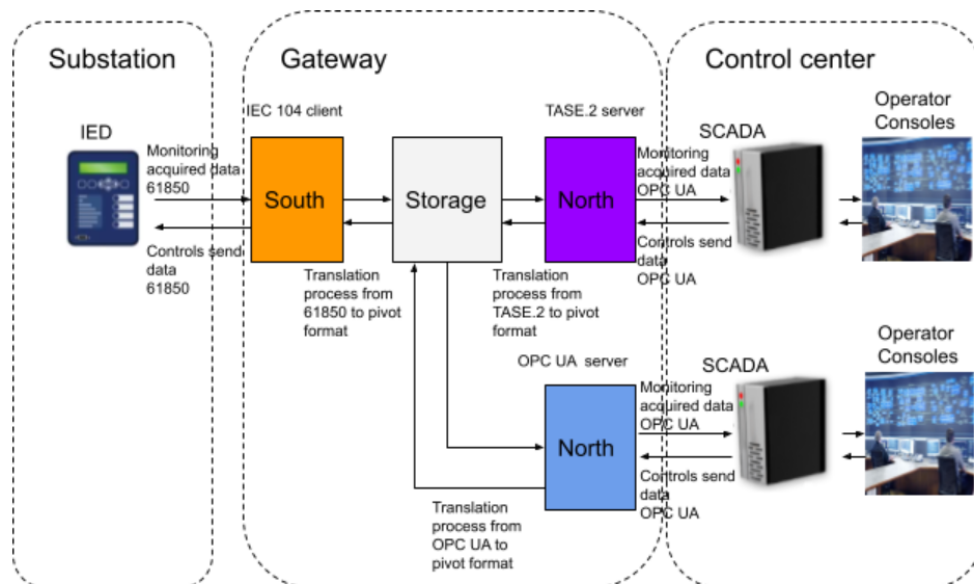 Substation
Gateway
Control center
IED
IEC 104 client
TASE.2 server
SCADA
Operator
Consoles
Monitoring
acquired data
61850
South
Storage
North
Monitoring
acquired data
OPC UA
Controls send
data
61850
Translation
process from
61850 to pivot
format
Translation
process from
TASE.2 to pivot
format
Controls send
data
OPC UA
OPC UA server
SCADA
Operator
Consoles
North
Monitoring
acquired data
OPC UA
Controls send
data
OPC UA
Translation
process from
OPC UA to
pivot format